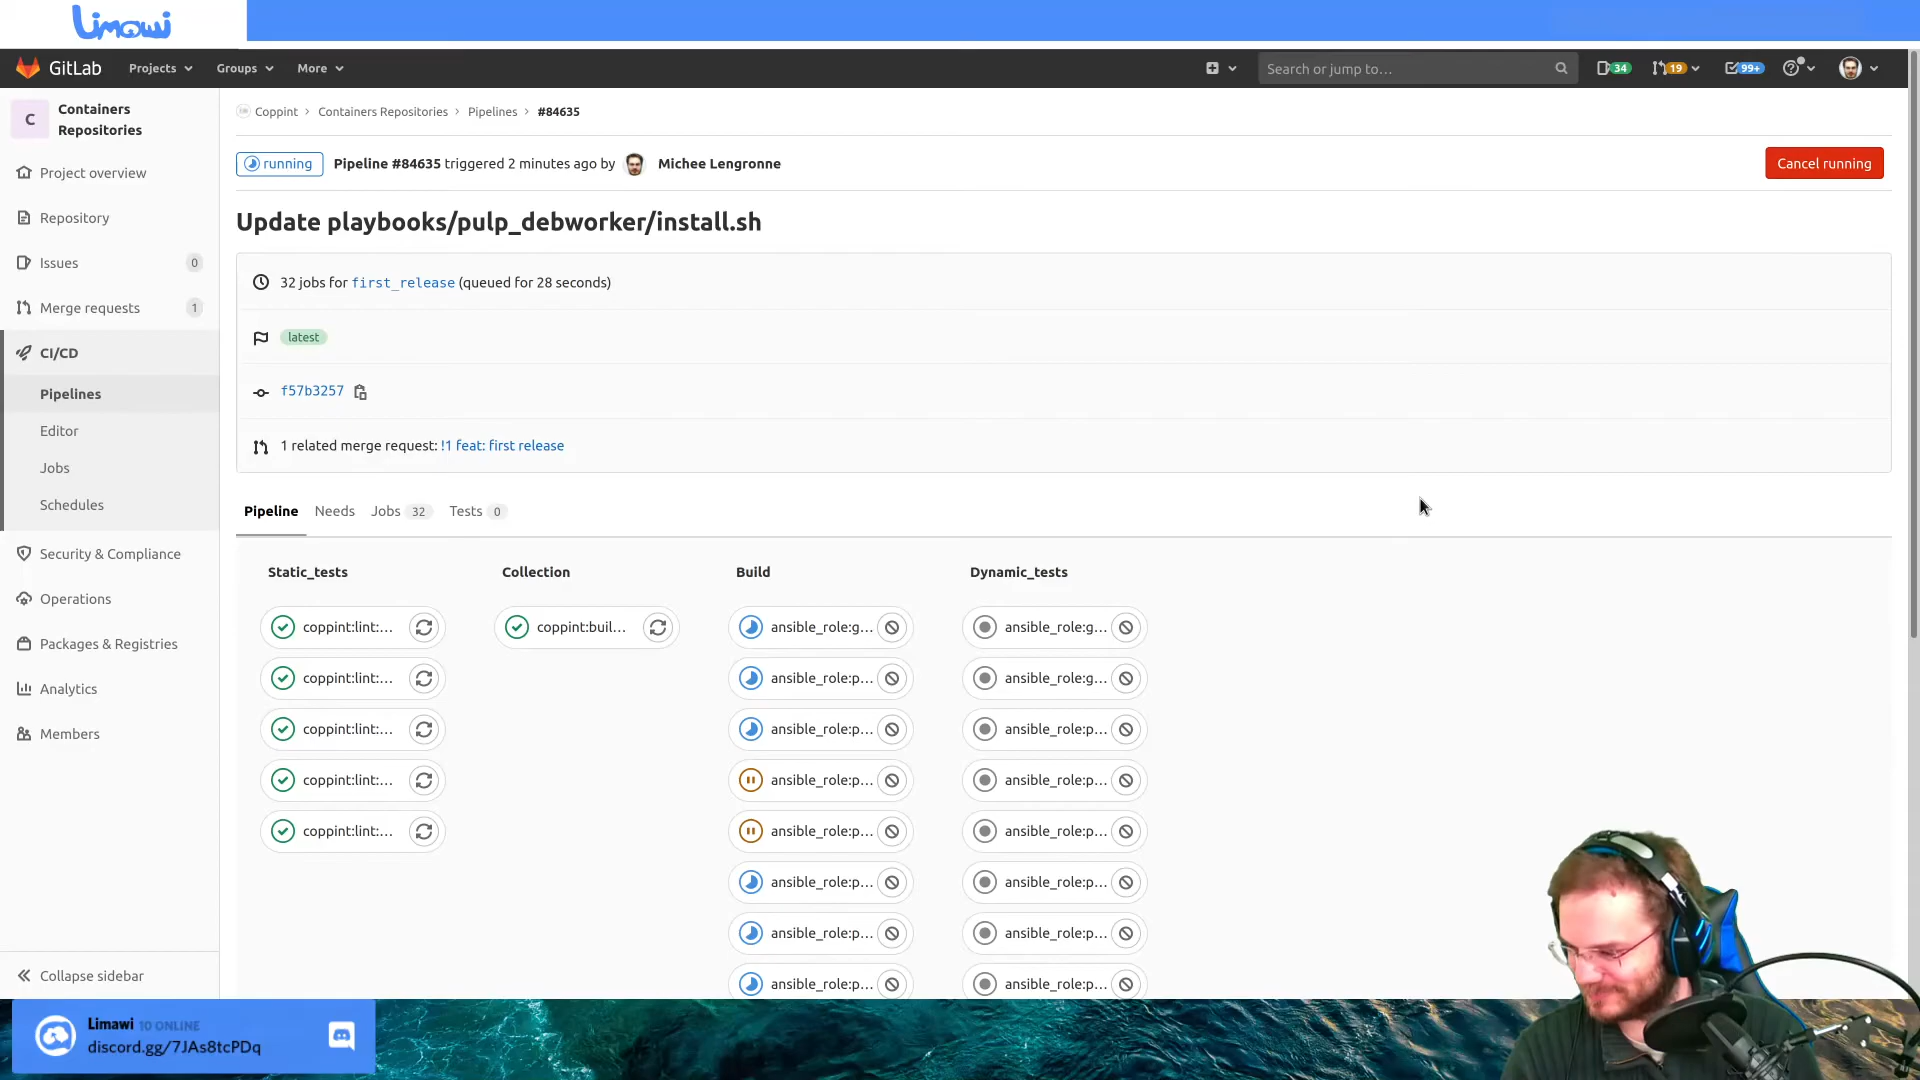 Limawi
GitLab Projects Groups More Search or jump to... 34 19 99+
C Containers Repositories
Project overview
Repository
Issues 0
Merge requests 1
CI/CD
Pipelines
Editor
Jobs
Schedules
Security & Compliance
Operations
Packages & Registries
Analytics
Members
Collapse sidebar
Coppint › Containers Repositories › Pipelines › #84635
running Pipeline #84635 triggered 2 minutes ago by Michee Lengronne Cancel running
Update playbooks/pulp_debworker/install.sh
32 jobs for first_release (queued for 28 seconds)
latest
f57b3257
1 related merge request: !1 feat: first release
Pipeline Needs Jobs 32 Tests 0
Static_tests Collection Build Dynamic_tests
coppint:lint:... coppint:buil... ansible_role:g... ansible_role:g...
coppint:lint:... ansible_role:p... ansible_role:g...
coppint:lint:... ansible_role:p... ansible_role:p...
coppint:lint:... ansible_role:p... ansible_role:p...
coppint:lint:... ansible_role:p... ansible_role:p...
ansible_role:p... ansible_role:p...
ansible_role:p... ansible_role:p...
ansible_role:p... ansible_role:p...
Limawi 10 ONLINE
discord.gg/7JAs8tcPDq